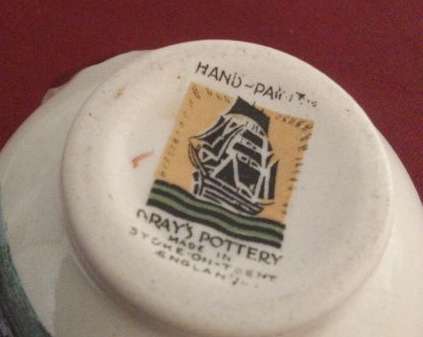 HAND-PAINTED
GRAY'S POTTERY
MADE IN
STOKE-ON-TRENT
ENGLAND